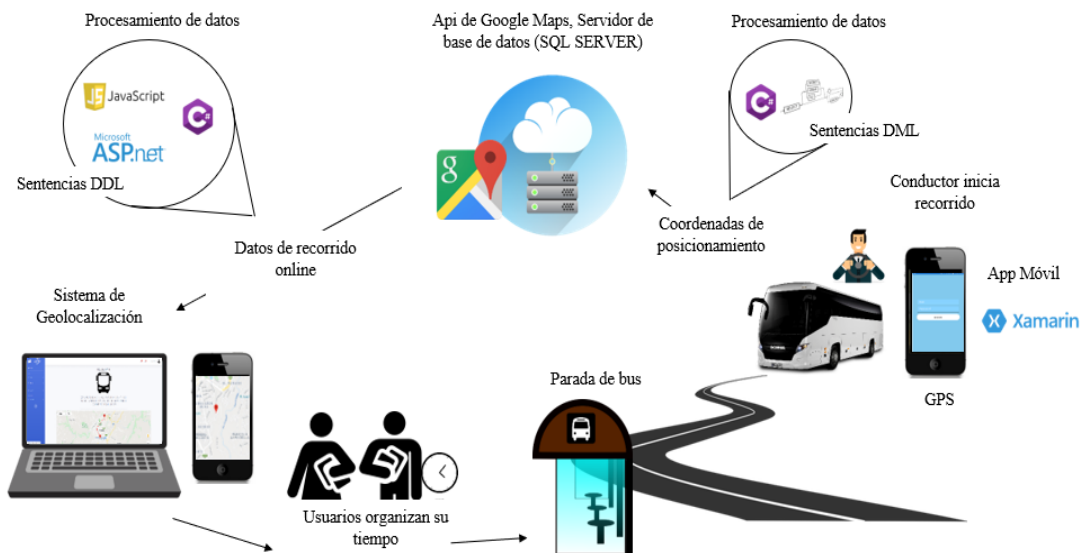 Procesamiento de datos
Api de Google Maps, Servidor de
base de datos (SQL SERVER)
Procesamiento de datos
JS JavaScript
C#
Microsoft
ASP.net
Sentencias DDL
g
C#
Sentencias DML
Conductor inicia
recorrido
Coordenadas de
posicionamiento
Datos de recorrido
online
App Móvil
Xamarin
Sistema de
Geolocalización
GPS
Parada de bus
Usuarios organizan su
tiempo